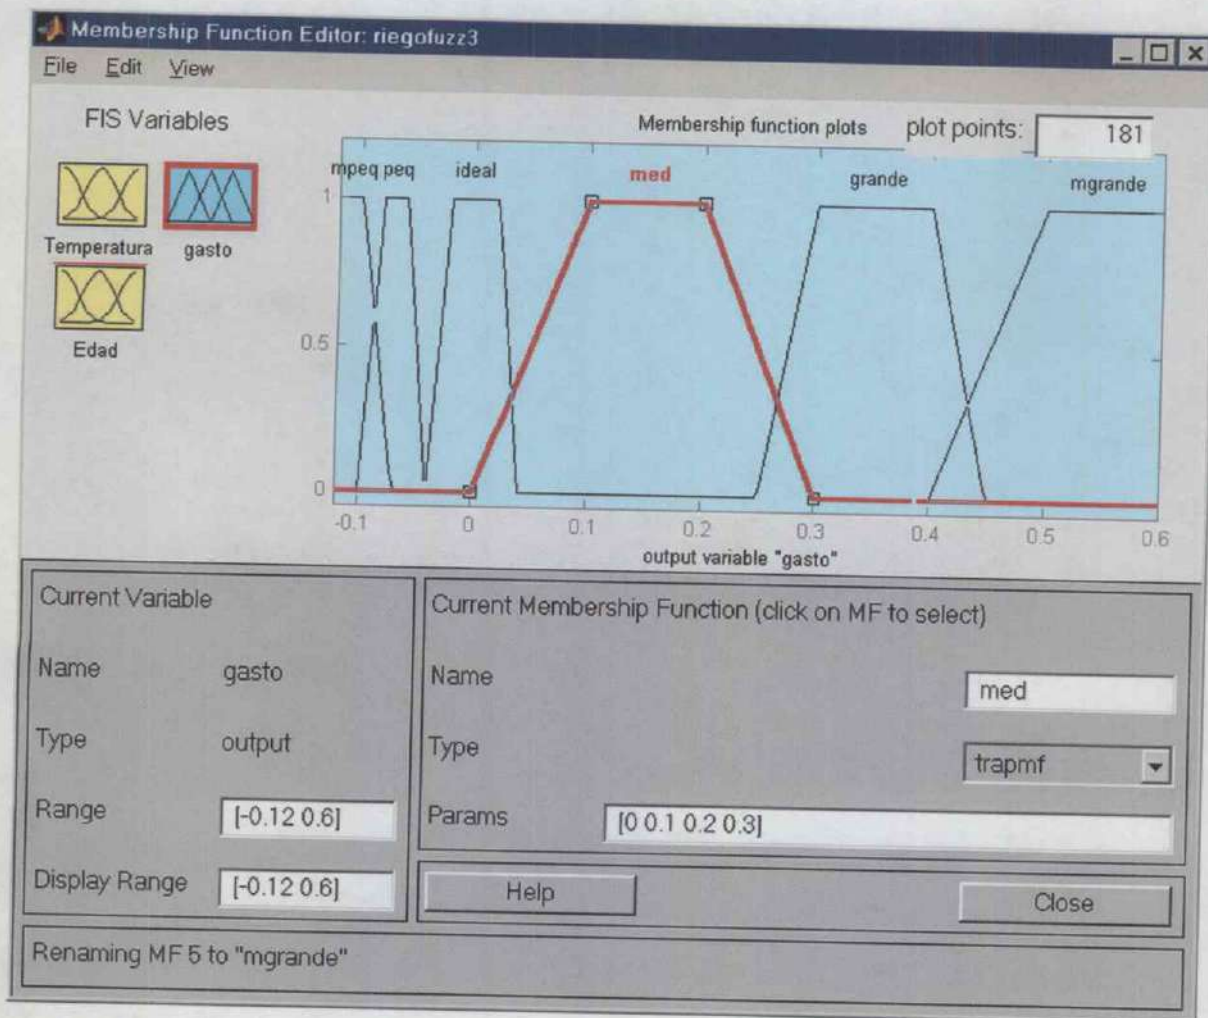 Membership Function Editor: riegofuzz3
File Edit View
FIS Variables
Membership function plots
plot points:
181
Temperatura
gasto
Edad
mpeq peq ideal med grande mgrande
1
0.5
0
-0.1 0 0.1 0.2 0.3 0.4 0.5 0.6
output variable "gasto"
Current Variable
Name gasto
Type output
Range [-0.12 0.6]
Display Range [-0.12 0.6]
Current Membership Function (click on MF to select)
Name med
Type trapmf
Params [0 0.1 0.2 0.3]
Help
Close
Renaming MF 5 to "mgrande"